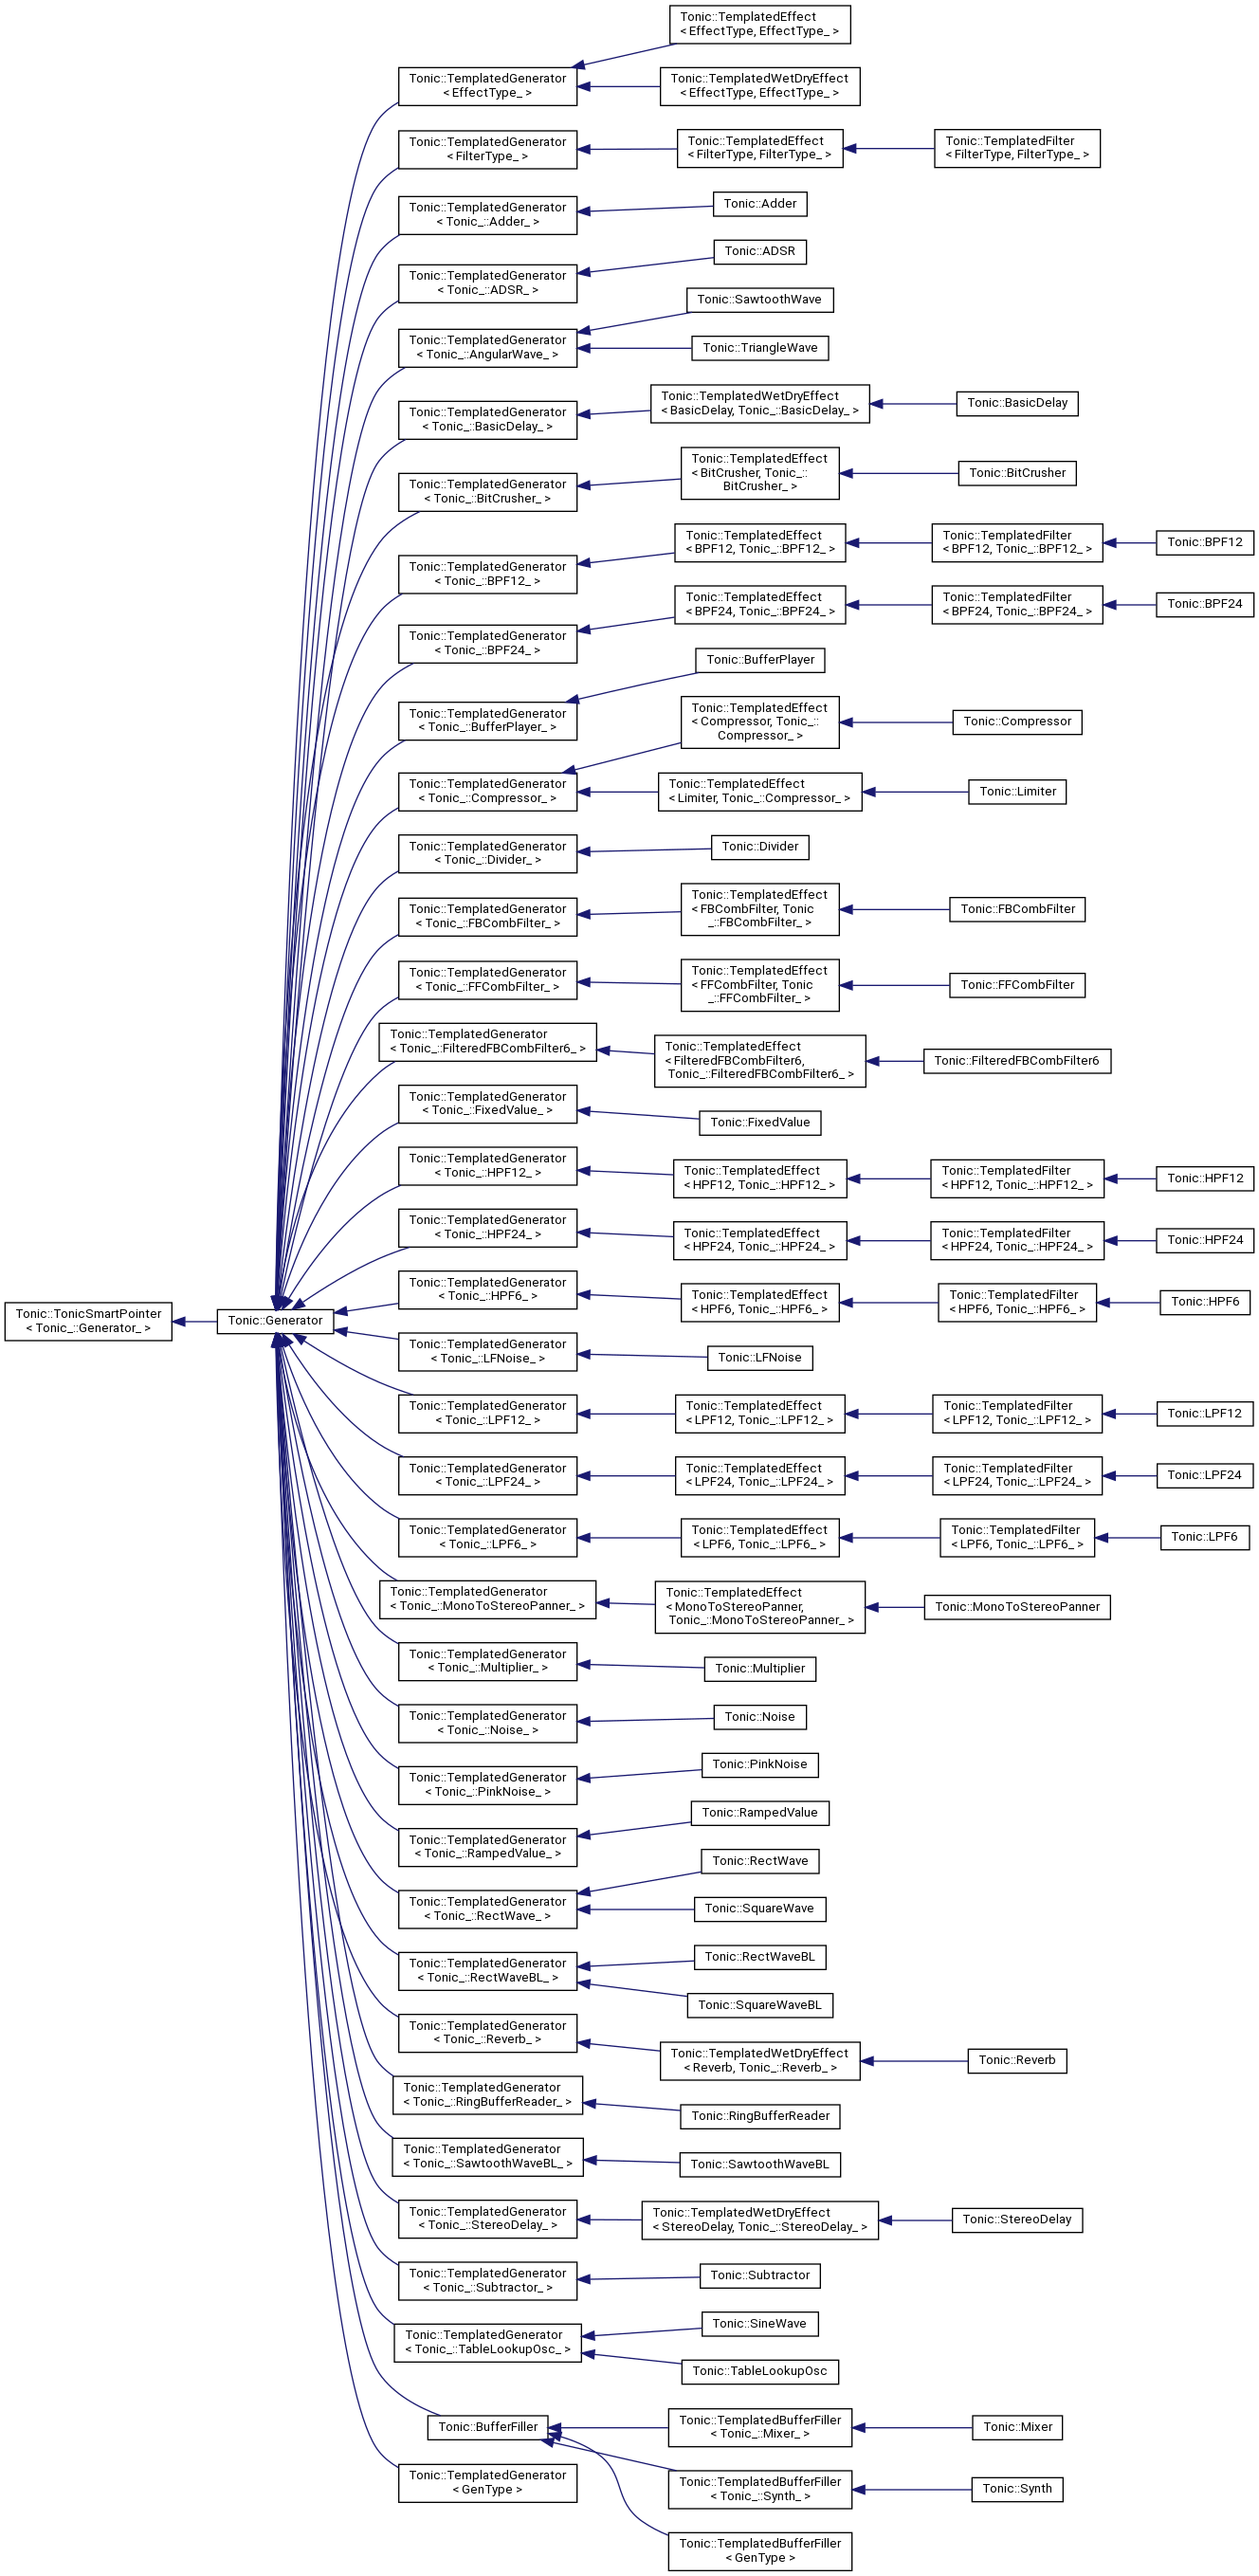 Tonic::TonicSmartPointer
< Tonic_::Generator_ >
Tonic::Generator
Tonic::TemplatedGenerator
< EffectType_ >
Tonic::TemplatedEffect
< EffectType, EffectType_ >
Tonic::TemplatedWetDryEffect
< EffectType, EffectType_ >
Tonic::TemplatedGenerator
< FilterType_ >
Tonic::TemplatedEffect
< FilterType, FilterType_ >
Tonic::TemplatedFilter
< FilterType, FilterType_ >
Tonic::TemplatedGenerator
< Tonic_::Adder_ >
Tonic::Adder
Tonic::TemplatedGenerator
< Tonic_::ADSR_ >
Tonic::ADSR
Tonic::TemplatedGenerator
< Tonic_::AngularWave_ >
Tonic::SawtoothWave
Tonic::TriangleWave
Tonic::TemplatedGenerator
< Tonic_::BasicDelay_ >
Tonic::TemplatedWetDryEffect
< BasicDelay, Tonic_::BasicDelay_ >
Tonic::BasicDelay
Tonic::TemplatedGenerator
< Tonic_::BitCrusher_ >
Tonic::TemplatedEffect
< BitCrusher, Tonic_::
BitCrusher_ >
Tonic::BitCrusher
Tonic::TemplatedGenerator
< Tonic_::BPF12_ >
Tonic::TemplatedEffect
< BPF12, Tonic_::BPF12_ >
Tonic::TemplatedFilter
< BPF12, Tonic_::BPF12_ >
Tonic::BPF12
Tonic::TemplatedGenerator
< Tonic_::BPF24_ >
Tonic::TemplatedEffect
< BPF24, Tonic_::BPF24_ >
Tonic::TemplatedFilter
< BPF24, Tonic_::BPF24_ >
Tonic::BPF24
Tonic::TemplatedGenerator
< Tonic_::BufferPlayer_ >
Tonic::BufferPlayer
Tonic::TemplatedGenerator
< Tonic_::Compressor_ >
Tonic::TemplatedEffect
< Compressor, Tonic_::
Compressor_ >
Tonic::Compressor
Tonic::TemplatedEffect
< Limiter, Tonic_::Compressor_ >
Tonic::Limiter
Tonic::TemplatedGenerator
< Tonic_::Divider_ >
Tonic::Divider
Tonic::TemplatedGenerator
< Tonic_::FBCombFilter_ >
Tonic::TemplatedEffect
< FBCombFilter, Tonic
_::FBCombFilter_ >
Tonic::FBCombFilter
Tonic::TemplatedGenerator
< Tonic_::FFCombFilter_ >
Tonic::TemplatedEffect
< FFCombFilter, Tonic
_::FFCombFilter_ >
Tonic::FFCombFilter
Tonic::TemplatedGenerator
< Tonic_::FilteredFBCombFilter6_ >
Tonic::TemplatedEffect
< FilteredFBCombFilter6,
Tonic_::FilteredFBCombFilter6_ >
Tonic::FilteredFBCombFilter6
Tonic::TemplatedGenerator
< Tonic_::FixedValue_ >
Tonic::FixedValue
Tonic::TemplatedGenerator
< Tonic_::HPF12_ >
Tonic::TemplatedEffect
< HPF12, Tonic_::HPF12_ >
Tonic::TemplatedFilter
< HPF12, Tonic_::HPF12_ >
Tonic::HPF12
Tonic::TemplatedGenerator
< Tonic_::HPF24_ >
Tonic::TemplatedEffect
< HPF24, Tonic_::HPF24_ >
Tonic::TemplatedFilter
< HPF24, Tonic_::HPF24_ >
Tonic::HPF24
Tonic::TemplatedGenerator
< Tonic_::HPF6_ >
Tonic::TemplatedEffect
< HPF6, Tonic_::HPF6_ >
Tonic::TemplatedFilter
< HPF6, Tonic_::HPF6_ >
Tonic::HPF6
Tonic::TemplatedGenerator
< Tonic_::LFNoise_ >
Tonic::LFNoise
Tonic::TemplatedGenerator
< Tonic_::LPF12_ >
Tonic::TemplatedEffect
< LPF12, Tonic_::LPF12_ >
Tonic::TemplatedFilter
< LPF12, Tonic_::LPF12_ >
Tonic::LPF12
Tonic::TemplatedGenerator
< Tonic_::LPF24_ >
Tonic::TemplatedEffect
< LPF24, Tonic_::LPF24_ >
Tonic::TemplatedFilter
< LPF24, Tonic_::LPF24_ >
Tonic::LPF24
Tonic::TemplatedGenerator
< Tonic_::LPF6_ >
Tonic::TemplatedEffect
< LPF6, Tonic_::LPF6_ >
Tonic::TemplatedFilter
< LPF6, Tonic_::LPF6_ >
Tonic::LPF6
Tonic::TemplatedGenerator
< Tonic_::MonoToStereoPanner_ >
Tonic::TemplatedEffect
< MonoToStereoPanner,
Tonic_::MonoToStereoPanner_ >
Tonic::MonoToStereoPanner
Tonic::TemplatedGenerator
< Tonic_::Multiplier_ >
Tonic::Multiplier
Tonic::TemplatedGenerator
< Tonic_::Noise_ >
Tonic::Noise
Tonic::TemplatedGenerator
< Tonic_::PinkNoise_ >
Tonic::PinkNoise
Tonic::TemplatedGenerator
< Tonic_::RampedValue_ >
Tonic::RampedValue
Tonic::TemplatedGenerator
< Tonic_::RectWave_ >
Tonic::RectWave
Tonic::SquareWave
Tonic::TemplatedGenerator
< Tonic_::RectWaveBL_ >
Tonic::RectWaveBL
Tonic::SquareWaveBL
Tonic::TemplatedGenerator
< Tonic_::Reverb_ >
Tonic::TemplatedWetDryEffect
< Reverb, Tonic_::Reverb_ >
Tonic::Reverb
Tonic::TemplatedGenerator
< Tonic_::RingBufferReader_ >
Tonic::RingBufferReader
Tonic::TemplatedGenerator
< Tonic_::SawtoothWaveBL_ >
Tonic::SawtoothWaveBL
Tonic::TemplatedGenerator
< Tonic_::StereoDelay_ >
Tonic::TemplatedWetDryEffect
< StereoDelay, Tonic_::StereoDelay_ >
Tonic::StereoDelay
Tonic::TemplatedGenerator
< Tonic_::Subtractor_ >
Tonic::Subtractor
Tonic::TemplatedGenerator
< Tonic_::TableLookupOsc_ >
Tonic::SineWave
Tonic::TableLookupOsc
Tonic::BufferFiller
Tonic::TemplatedBufferFiller
< Tonic_::Mixer_ >
Tonic::Mixer
Tonic::TemplatedGenerator
< GenType >
Tonic::TemplatedBufferFiller
< Tonic_::Synth_ >
Tonic::Synth
Tonic::TemplatedBufferFiller
< GenType >